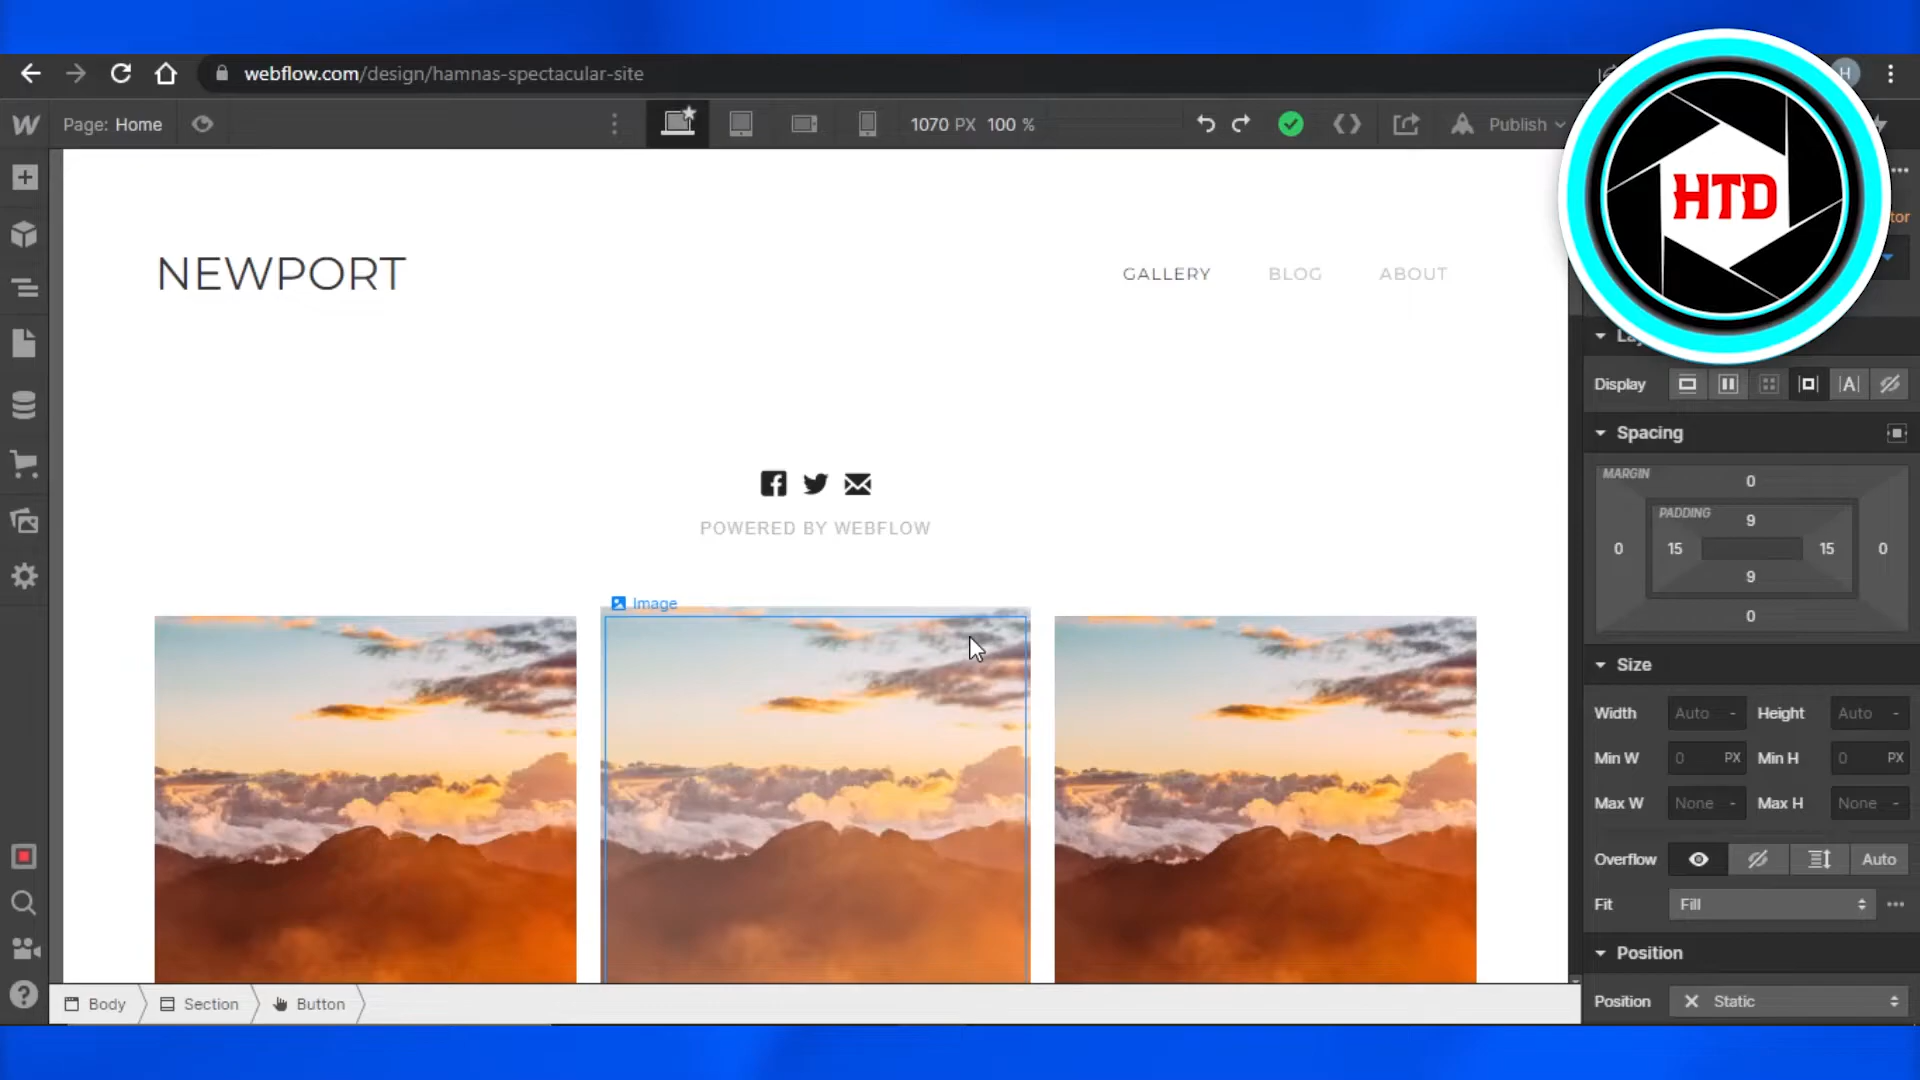 webflow.com/design/hamnas-spectacular-site
H
Page: Home
1070 PX 100 %
Publish
HTD
tor
NEWPORT
GALLERY
BLOG
ABOUT
Display
Auto
Spacing
MARGIN
0
PADDING
9
0
15
15
0
9
0
POWERED BY WEBFLOW
Image
Size
Width
Auto -
Height
Auto -
Min W
0 PX
Min H
0 PX
Max W
None -
Max H
None -
Overflow
Auto
Fit
Fill
Position
Position
Static
Body
Section
Button